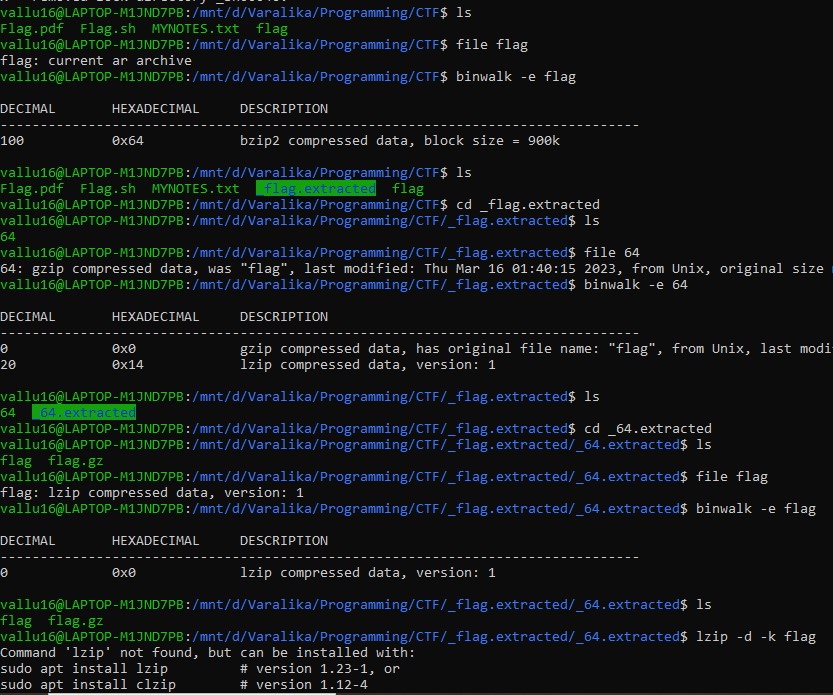 vallu16@LAPTOP-M1JND7PB:/mnt/d/Varalika/Programming/CTF$ ls
Flag.pdf  Flag.sh  MYNOTES.txt  flag
vallu16@LAPTOP-M1JND7PB:/mnt/d/Varalika/Programming/CTF$ file flag
flag: current ar archive
vallu16@LAPTOP-M1JND7PB:/mnt/d/Varalika/Programming/CTF$ binwalk -e flag
DECIMAL       HEXADECIMAL     DESCRIPTION
--------------------------------------------------------------------------------
100           0x64            bzip2 compressed data, block size = 900k
vallu16@LAPTOP-M1JND7PB:/mnt/d/Varalika/Programming/CTF$ ls
Flag.pdf  Flag.sh  MYNOTES.txt  _flag.extracted  flag
vallu16@LAPTOP-M1JND7PB:/mnt/d/Varalika/Programming/CTF$ cd _flag.extracted
vallu16@LAPTOP-M1JND7PB:/mnt/d/Varalika/Programming/CTF/_flag.extracted$ ls
64
vallu16@LAPTOP-M1JND7PB:/mnt/d/Varalika/Programming/CTF/_flag.extracted$ file 64
64: gzip compressed data, was "flag", last modified: Thu Mar 16 01:40:15 2023, from Unix, original size
vallu16@LAPTOP-M1JND7PB:/mnt/d/Varalika/Programming/CTF/_flag.extracted$ binwalk -e 64
DECIMAL       HEXADECIMAL     DESCRIPTION
--------------------------------------------------------------------------------
0             0x0             gzip compressed data, has original file name: "flag", from Unix, last modi
20            0x14            lzip compressed data, version: 1
vallu16@LAPTOP-M1JND7PB:/mnt/d/Varalika/Programming/CTF/_flag.extracted$ ls
64  _64.extracted
vallu16@LAPTOP-M1JND7PB:/mnt/d/Varalika/Programming/CTF/_flag.extracted$ cd _64.extracted
vallu16@LAPTOP-M1JND7PB:/mnt/d/Varalika/Programming/CTF/_flag.extracted/_64.extracted$ ls
flag  flag.gz
vallu16@LAPTOP-M1JND7PB:/mnt/d/Varalika/Programming/CTF/_flag.extracted/_64.extracted$ file flag
flag: lzip compressed data, version: 1
vallu16@LAPTOP-M1JND7PB:/mnt/d/Varalika/Programming/CTF/_flag.extracted/_64.extracted$ binwalk -e flag
DECIMAL       HEXADECIMAL     DESCRIPTION
--------------------------------------------------------------------------------
0             0x0             lzip compressed data, version: 1
vallu16@LAPTOP-M1JND7PB:/mnt/d/Varalika/Programming/CTF/_flag.extracted/_64.extracted$ ls
flag  flag.gz
vallu16@LAPTOP-M1JND7PB:/mnt/d/Varalika/Programming/CTF/_flag.extracted/_64.extracted$ lzip -d -k flag
Command 'lzip' not found, but can be installed with:
sudo apt install lzip         # version 1.23-1, or
sudo apt install clzip        # version 1.12-4